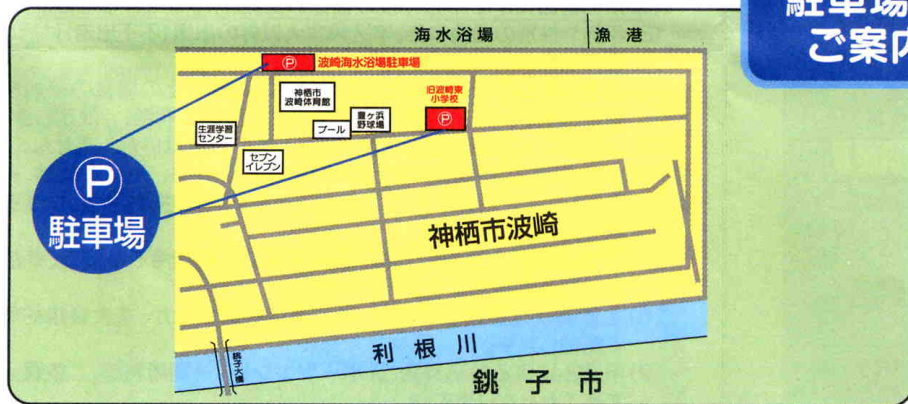 駐車場
ご案内
海水浴場
漁港
Ⓟ
波崎海水浴場駐車場
神栖市
波崎体育館
旧波崎東
小学校
Ⓟ
豊ヶ浜
野球場
プール
生涯学習
センター
セブン
イレブン
Ⓟ
駐車場
神栖市波崎
利根川
銚子大橋
銚子市